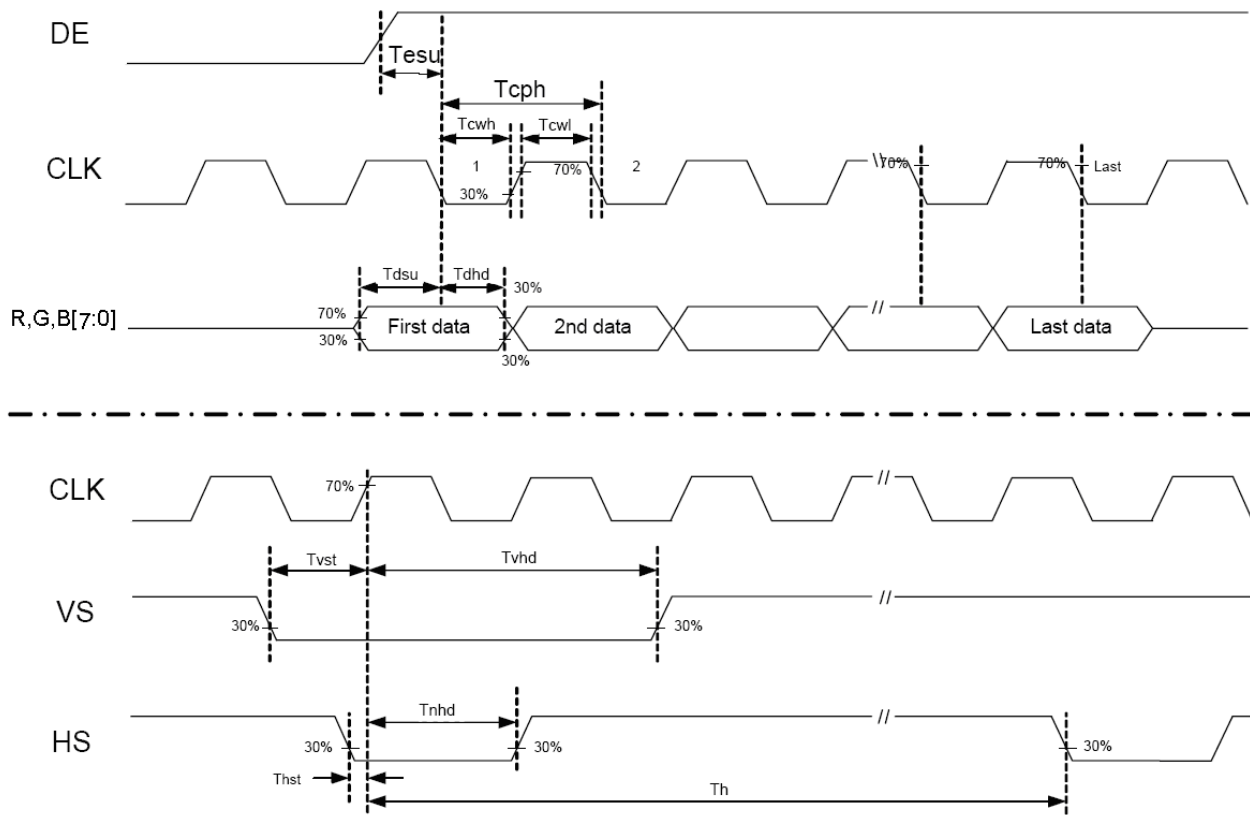 DE
Tesu
Tcph
Tcwh
Tcwl
CLK
1
70%
2
\\
70%
70%
Last
30%
Tdsu
Tdhd
30%
R,G,B[7:0]
70%
First data
2nd data
//
Last data
30%
30%
CLK
70%
//
Tvst
Tvhd
VS
//
30%
30%
Tnhd
//
HS
30%
30%
30%
Thst
Th